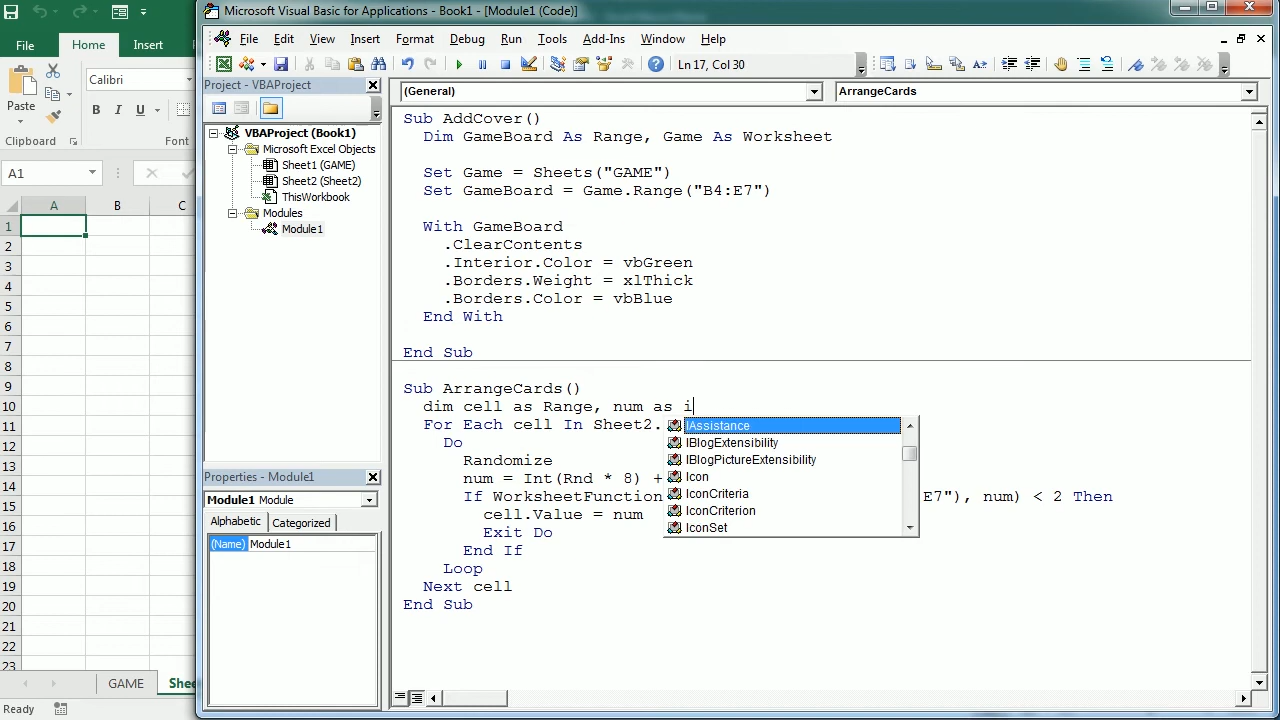 Microsoft Visual Basic for Applications - Book1 - [Module1 (Code)]
File Home Insert
File Edit View Insert Format Debug Run Tools Add-Ins Window Help
Calibri
Paste
B I U
Clipboard
Font
Ln 17, Col 30
Project - VBAProject
(General)
ArrangeCards
VBAProject (Book1)
Microsoft Excel Objects
Sheet1 (GAME)
Sheet2 (Sheet2)
ThisWorkbook
Modules
Module1
A1
A B C
1
2
3
4
5
6
7
8
9
10
11
12
13
14
15
16
17
18
19
20
21
22
23
GAME
Shee
Ready
Properties - Module1
Module1 Module
Alphabetic Categorized
(Name) Module1
Sub AddCover()
Dim GameBoard As Range, Game As Worksheet
Set Game = Sheets("GAME")
Set GameBoard = Game.Range("B4:E7")
With GameBoard
.ClearContents
.Interior.Color = vbGreen
.Borders.Weight = xlThick
.Borders.Color = vbBlue
End With
End Sub
Sub ArrangeCards()
dim cell as Range, num as i
For Each cell In Sheet2.
Do
Randomize
num = Int(Rnd * 8) +
If WorksheetFunction E7"), num) < 2 Then
cell.Value = num
Exit Do
End If
Loop
Next cell
End Sub
IAssistance
IBlogExtensibility
IBlogPictureExtensibility
Icon
IconCriteria
IconCriterion
IconSet